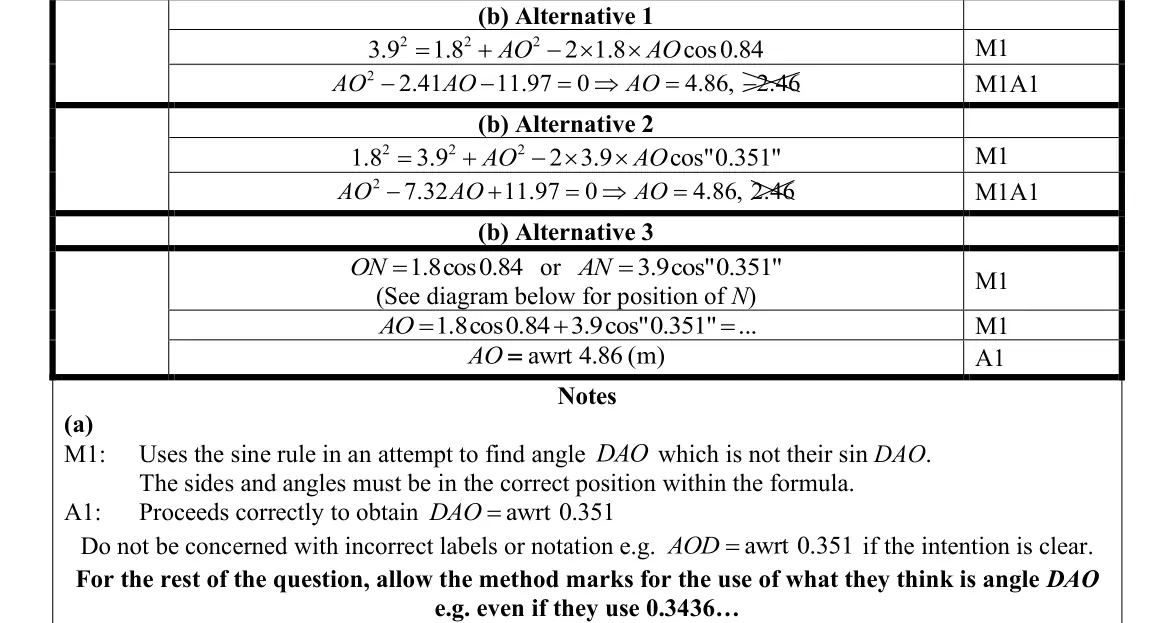 (b) Alternative 1
3.9² = 1.8² + AO² − 2×1.8× AO cos 0.84 M1
AO² − 2.41AO −11.97 = 0 ⇒ AO = 4.86, −2.46 M1A1
(b) Alternative 2
1.8² = 3.9² + AO² − 2×3.9× AO cos"0.351" M1
AO² − 7.32AO +11.97 = 0 ⇒ AO = 4.86, 2.46 M1A1
(b) Alternative 3
ON = 1.8cos 0.84 or AN = 3.9cos"0.351"
(See diagram below for position of N) M1
AO = 1.8cos 0.84 + 3.9cos"0.351" = ... M1
AO = awrt 4.86 (m) A1
Notes
(a)
M1: Uses the sine rule in an attempt to find angle DAO which is not their sin DAO.
The sides and angles must be in the correct position within the formula.
A1: Proceeds correctly to obtain DAO = awrt 0.351
Do not be concerned with incorrect labels or notation e.g. AOD = awrt 0.351 if the intention is clear.
For the rest of the question, allow the method marks for the use of what they think is angle DAO
e.g. even if they use 0.3436…